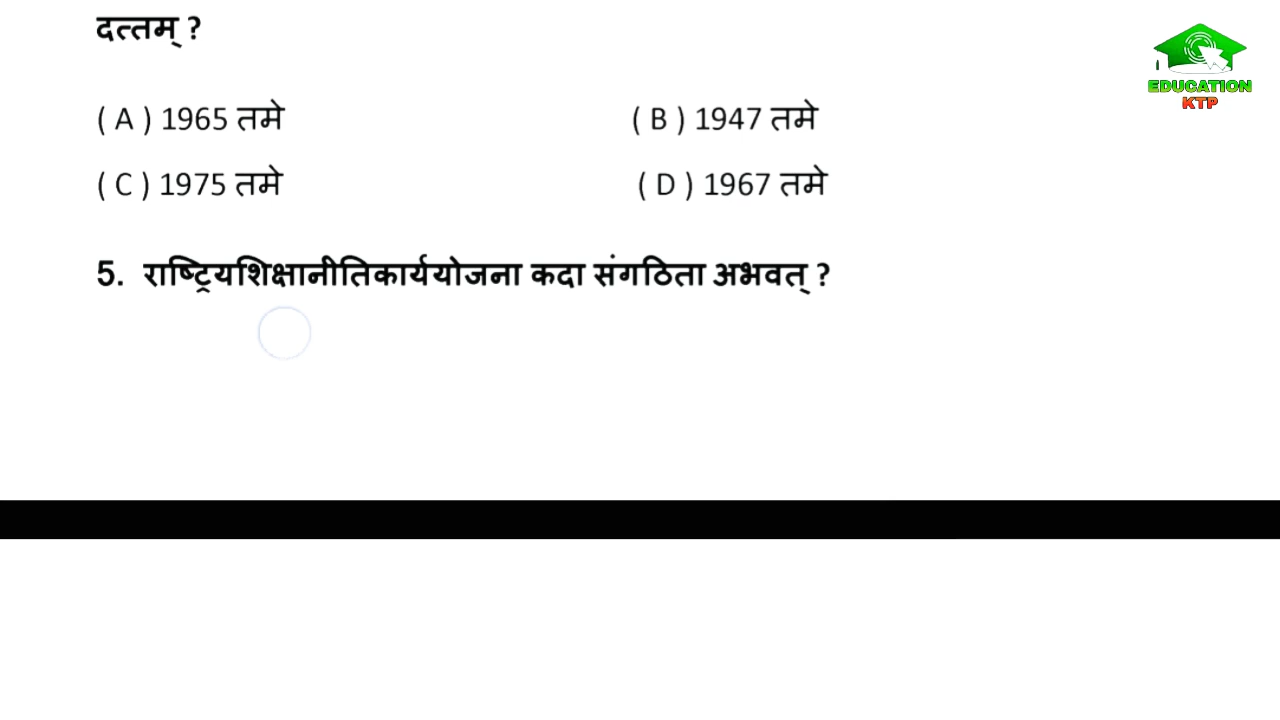 दत्तम् ?
EDUCATION
KTP
( A ) 1965 तमे ( B ) 1947 तमे
( C ) 1975 तमे ( D ) 1967 तमे
5. राष्ट्रियशिक्षानीतिकार्ययोजना कदा संगठिता अभवत् ?